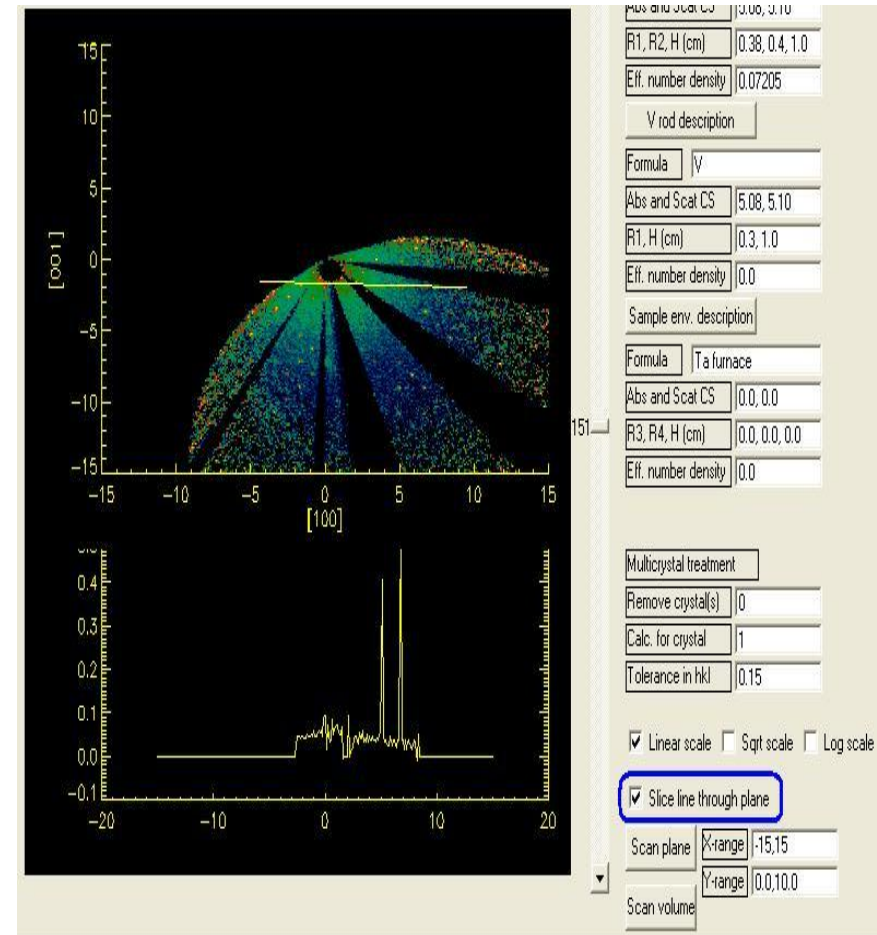 Abs and Scat CS 5.08, 5.10
R1, R2, H (cm) 0.38, 0.4, 1.0
Eff. number density 0.07205
V rod description
Formula V
Abs and Scat CS 5.08, 5.10
R1, H (cm) 0.3, 1.0
Eff. number density 0.0
Sample env. description
Formula Ta furnace
Abs and Scat CS 0.0, 0.0
R3, R4, H (cm) 0.0, 0.0, 0.0
Eff. number density 0.0
151
Multicrystal treatment
Remove crystal(s) 0
Calc. for crystal 1
Tolerance in hkl 0.15
Linear scale Sqrt scale Log scale
Slice line through plane
Scan plane X-range -15,15
Y-range 0.0,10.0
Scan volume
15
10
5
0
-5
-10
-15
[001]
-15 -10 -5 0 5 10 15
[100]
0.4
0.3
0.2
0.1
0.0
-0.1
-20 -10 0 10 20